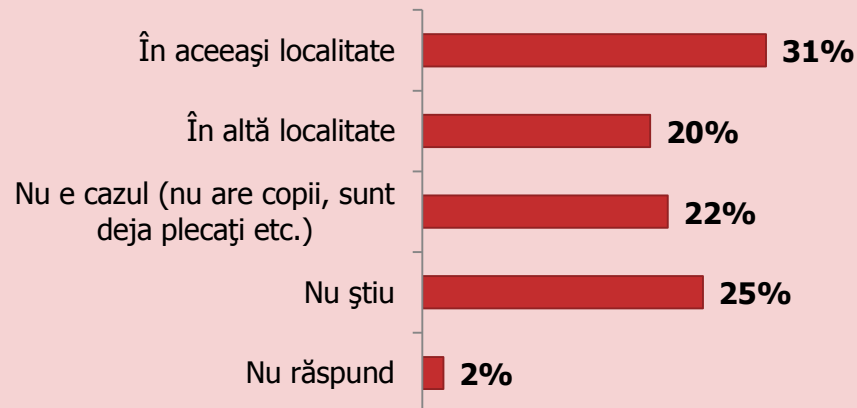 În aceeaşi localitate
31%
În altă localitate
20%
Nu e cazul (nu are copii, sunt
deja plecaţi etc.)
22%
Nu ştiu
25%
Nu răspund
2%